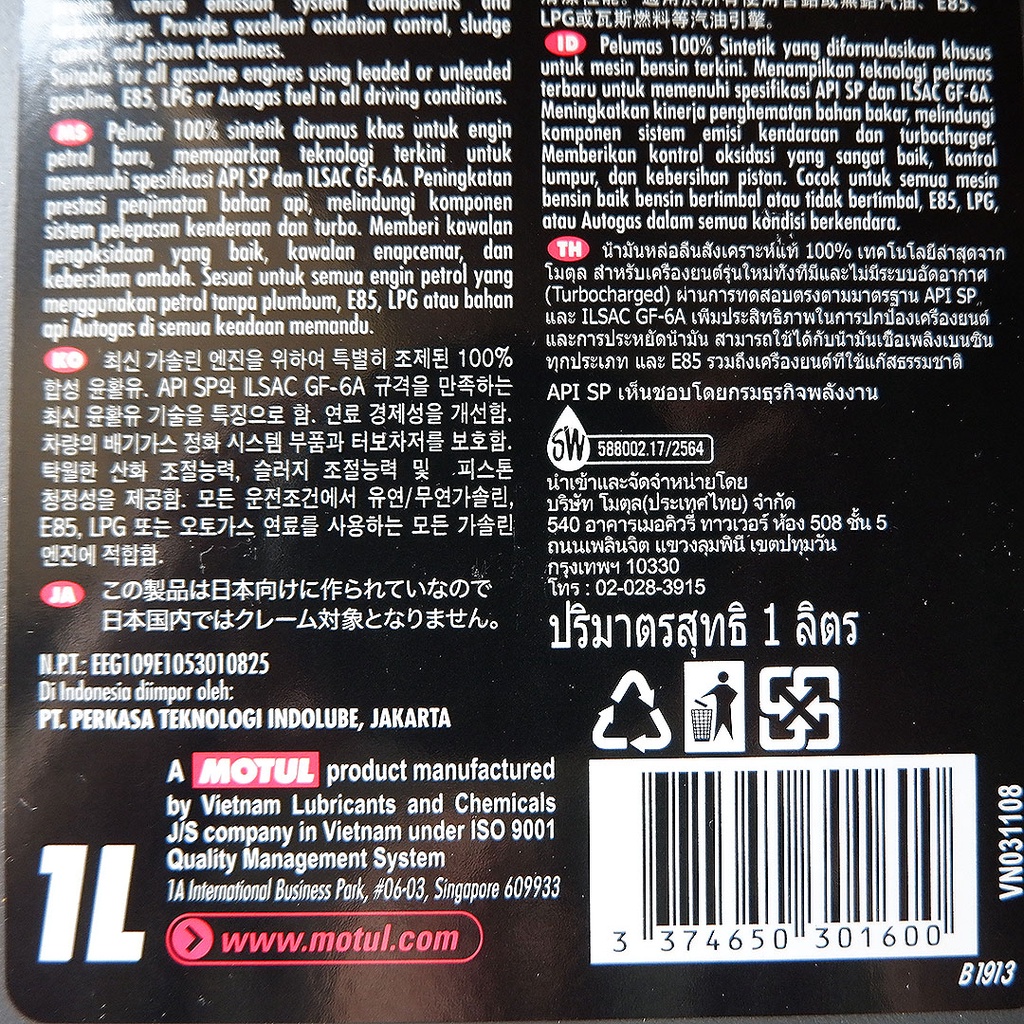 vehicle emission system components and
Provides excellent oxidation control, sludge
and piston cleanliness.
Suitable for all gasoline engines using leaded or unleaded
gasoline, E85, LPG or Autogas fuel in all driving conditions.
MS Pelincir 100% sintetik dirumus khas untuk engin
petrol baru, memaparkan teknologi terkini untuk
memenuhi spesifikasi API SP dan ILSAC GF-6A. Peningkatan
prestasi penjimatan bahan api, melindungi komponen
sistem pelepasan kenderaan dan turbo. Memberi kawalan
pengoksidaan yang baik, kawalan enapcemar, dan
kebersihan omboh. Sesuai untuk semua engin petrol yang
menggunakan petrol tanpa plumbum, E85, LPG atau bahan
api Autogas di semua keadaan memandu.
KO 최신 가솔린 엔진을 위하여 특별히 조제된 100%
합성 윤활유. API SP와 ILSAC GF-6A 규격을 만족하는
최신 윤활유 기술을 특징으로 함. 연료 경제성을 개선함.
차량의 배기가스 정화 시스템 부품과 터보차저를 보호함.
탁월한 산화 조절능력, 슬러지 조절능력 및 피스톤
청정성을 제공함. 모든 운전조건에서 유연/무연가솔린,
E85, LPG 또는 오토가스 연료를 사용하는 모든 가솔린
엔진에 적합함.
JA この製品は日本向けに作られていなので
日本国内ではクレーム対象となりません。
N.P.T.: EEG109E1053010825
Di Indonesia diimpor oleh:
PT. PERKASA TEKNOLOGI INDOLUBE, JAKARTA
A MOTUL product manufactured
by Vietnam Lubricants and Chemicals
J/S company in Vietnam under ISO 9001
Quality Management System
1A International Business Park, #06-03, Singapore 609933
1L
www.motul.com
E85,
LPG或瓦斯燃料等汽油引擎。
ID Pelumas 100% Sintetik yang diformulasikan khusus
untuk mesin bensin terkini. Menampilkan teknologi pelumas
terbaru untuk memenuhi spesifikasi API SP dan ILSAC GF-6A.
Meningkatkan kinerja penghematan bahan bakar, melindungi
komponen sistem emisi kendaraan dan turbocharger.
Memberikan kontrol oksidasi yang sangat baik, kontrol
lumpur, dan kebersihan piston. Cocok untuk semua mesin
bensin baik bensin bertimbal atau tidak bertimbal, E85, LPG,
atau Autogas dalam semua kondisi berkendara.
TH น้ำมันหล่อลื่นสังเคราะห์แท้ 100% เทคโนโลยีล่าสุดจาก
โมตุล สำหรับเครื่องยนต์รุ่นใหม่ทั้งที่มีและไม่มีระบบอัดอากาศ
(Turbocharged) ผ่านการทดสอบตรงตามมาตรฐาน API SP
และ ILSAC GF-6A เพิ่มประสิทธิภาพในการปกป้องเครื่องยนต์
และการประหยัดน้ำมัน สามารถใช้ได้กับน้ำมันเชื้อเพลิงเบนซิน
ทุกประเภท และ E85 รวมถึงเครื่องยนต์ที่ใช้แก๊สธรรมชาติ
API SP เห็นชอบโดยกรมธุรกิจพลังงาน
5W 588002.17/2564
นำเข้าและจัดจำหน่ายโดย
บริษัท โมตุล(ประเทศไทย) จำกัด
540 อาคารเมอคิวรี่ ทาวเวอร์ ห้อง 508 ชั้น 5
ถนนเพลินจิต แขวงลุมพินี เขตปทุมวัน
กรุงเทพฯ 10330
โทร : 02-028-3915
ปริมาตรสุทธิ 1 ลิตร
3 374650 301600
VN031108
B1913